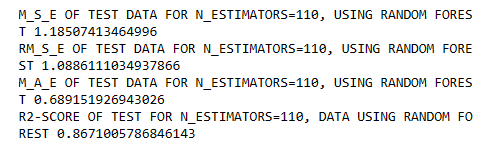 M_S_E OF TEST DATA FOR N_ESTIMATORS=110, USING RANDOM FORES
T 1.18507413464996
RM_S_E OF TEST DATA FOR N_ESTIMATORS=110, USING RANDOM FORE
ST 1.0886111034937866
M_A_E OF TEST DATA FOR N_ESTIMATORS=110, USING RANDOM FORES
T 0.689151926943026
R2-SCORE OF TEST FOR N_ESTIMATORS=110, DATA USING RANDOM FO
REST 0.8671005786846143